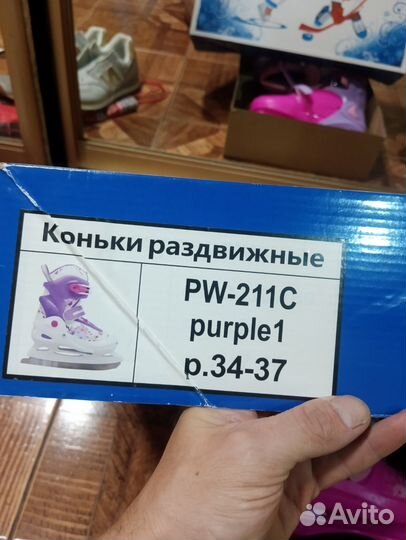 Коньки раздвижные
PW-211C
purple1
р.34-37
Avito